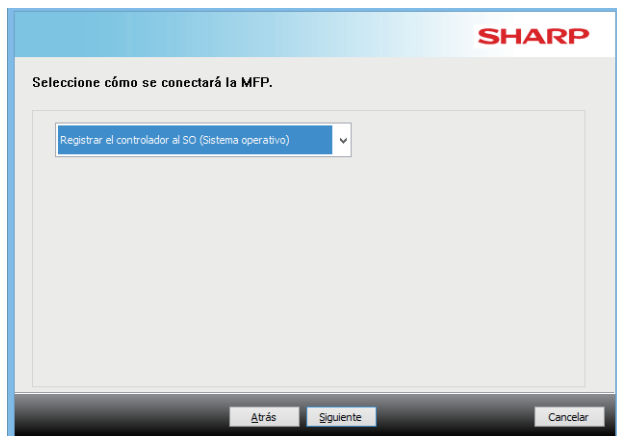 SHARP
Seleccione cómo se conectará la MFP.
Registrar el controlador al SO (Sistema operativo)
Atrás
Siguiente
Cancelar